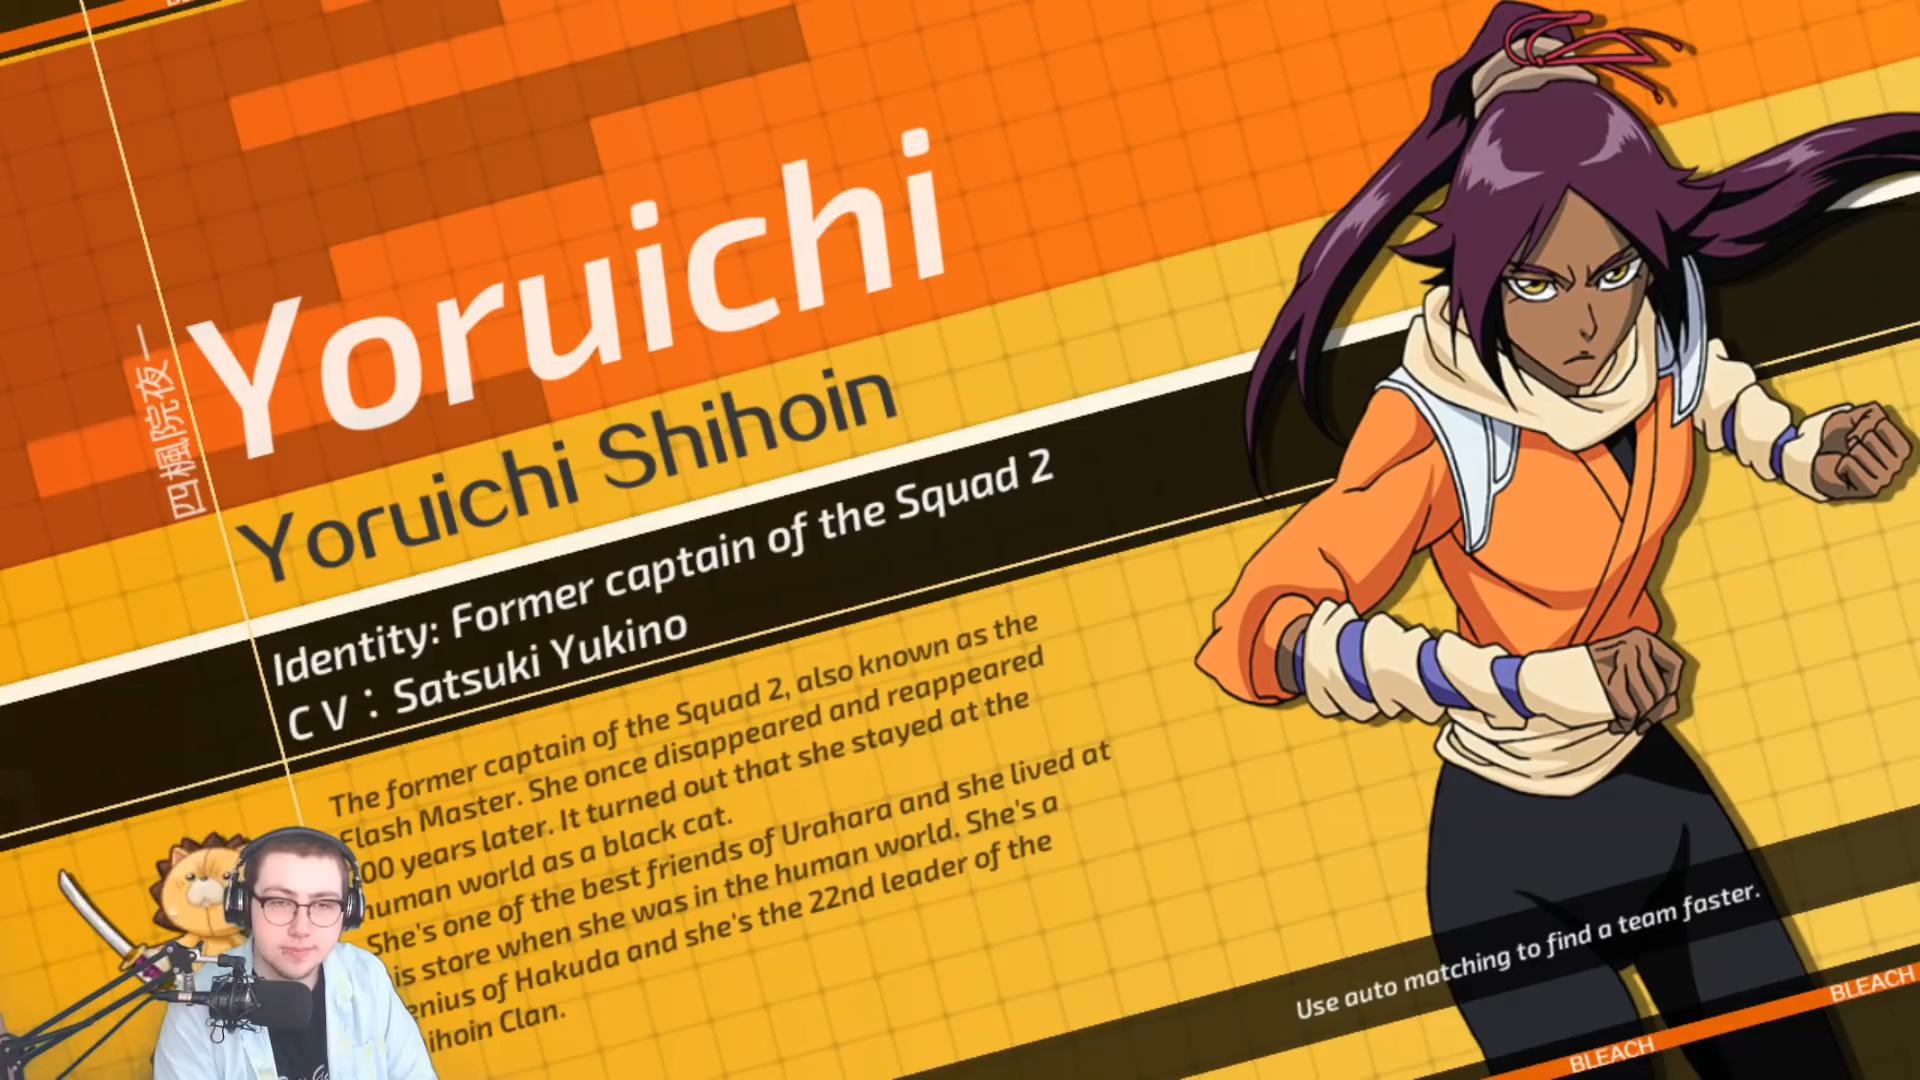 Yoruichi
四楓院夜一
Yoruichi Shihoin
Identity: Former captain of the Squad 2
CV：Satsuki Yukino
The former captain of the Squad 2, also known as the
Flash Master. She once disappeared and reappeared
00 years later. It turned out that she stayed at the
human world as a black cat.
She's one of the best friends of Urahara and she lived at
is store when she was in the human world. She's a
enius of Hakuda and she's the 22nd leader of the
ihoin Clan.
Use auto matching to find a team faster.
BLEACH
BLEACH